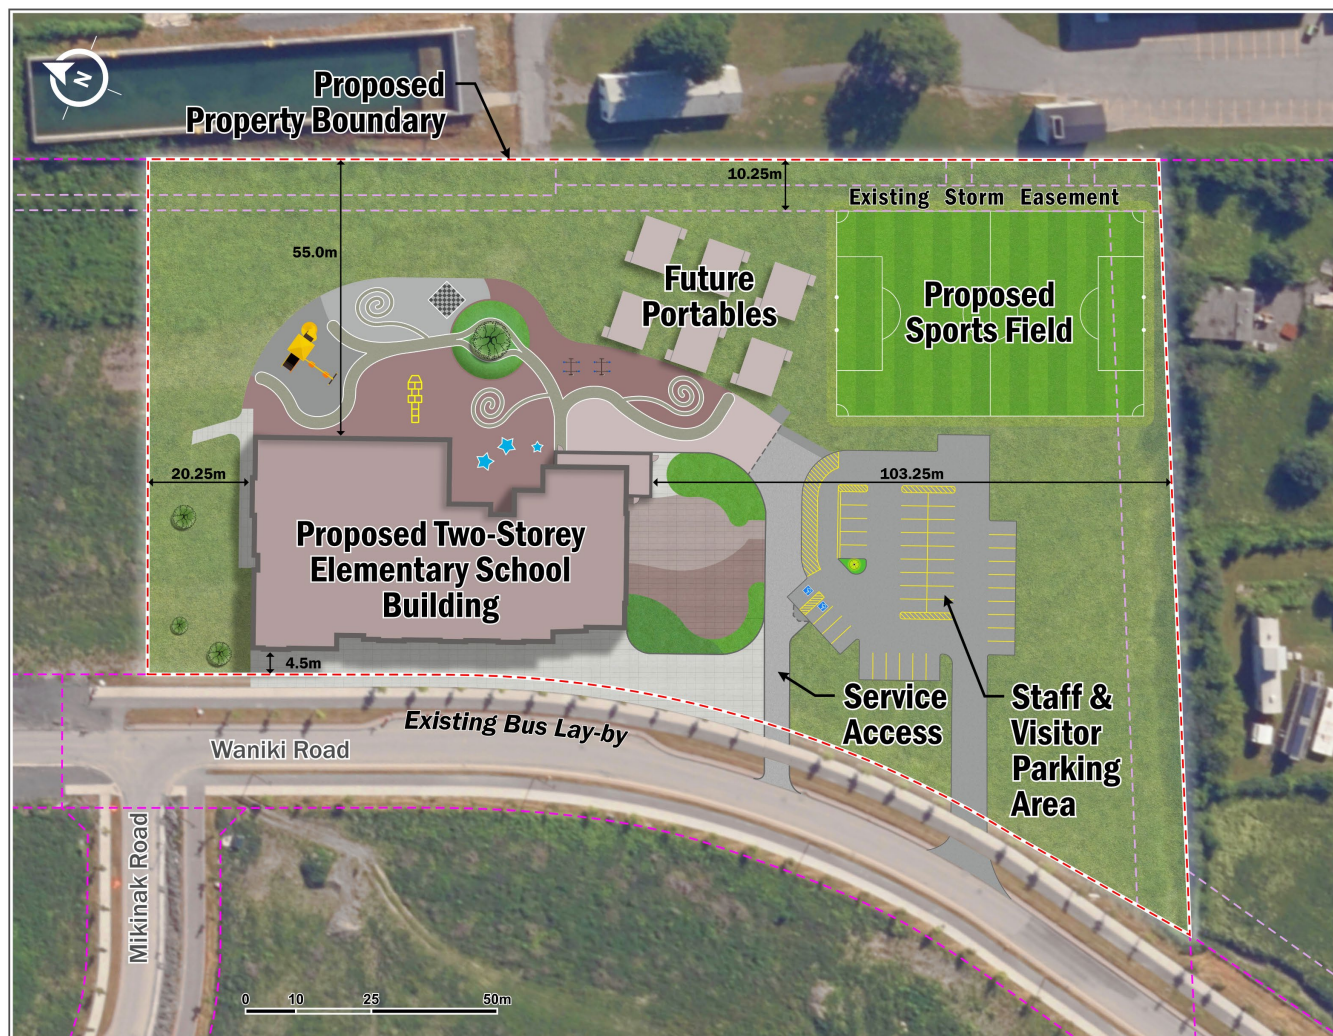 N
Proposed
Property Boundary
10.25m
Existing Storm Easement
55.0m
Future
Portables
Proposed
Sports Field
20.25m
103.25m
Proposed Two-Storey
Elementary School
Building
4.5m
Service
Access
Staff &
Visitor
Parking
Area
Existing Bus Lay-by
Waniki Road
Mikinak Road
0 10 25 50m